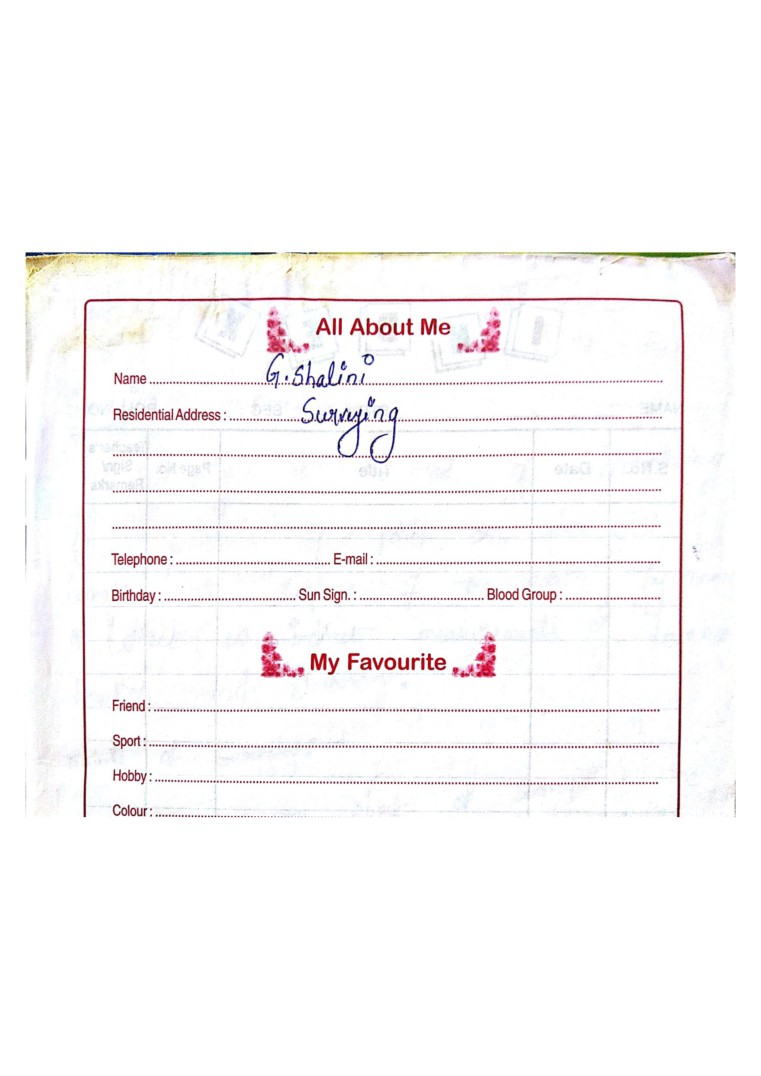 All About Me
Name .......... G. Shalini
Residential Address : .......... Surveying
Telephone : .......... E-mail : ..........
Birthday : .......... Sun Sign. : .......... Blood Group : ..........
My Favourite
Friend : ..........
Sport : ..........
Hobby : ..........
Colour : ..........